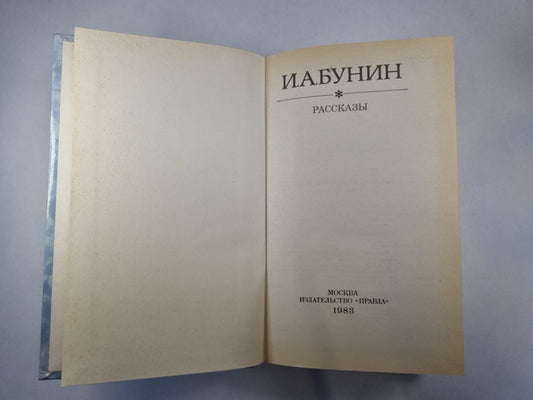 И.А.БУНИН
*
РАССКАЗЫ
МОСКВА
ИЗДАТЕЛЬСТВО «ПРАВДА»
1983